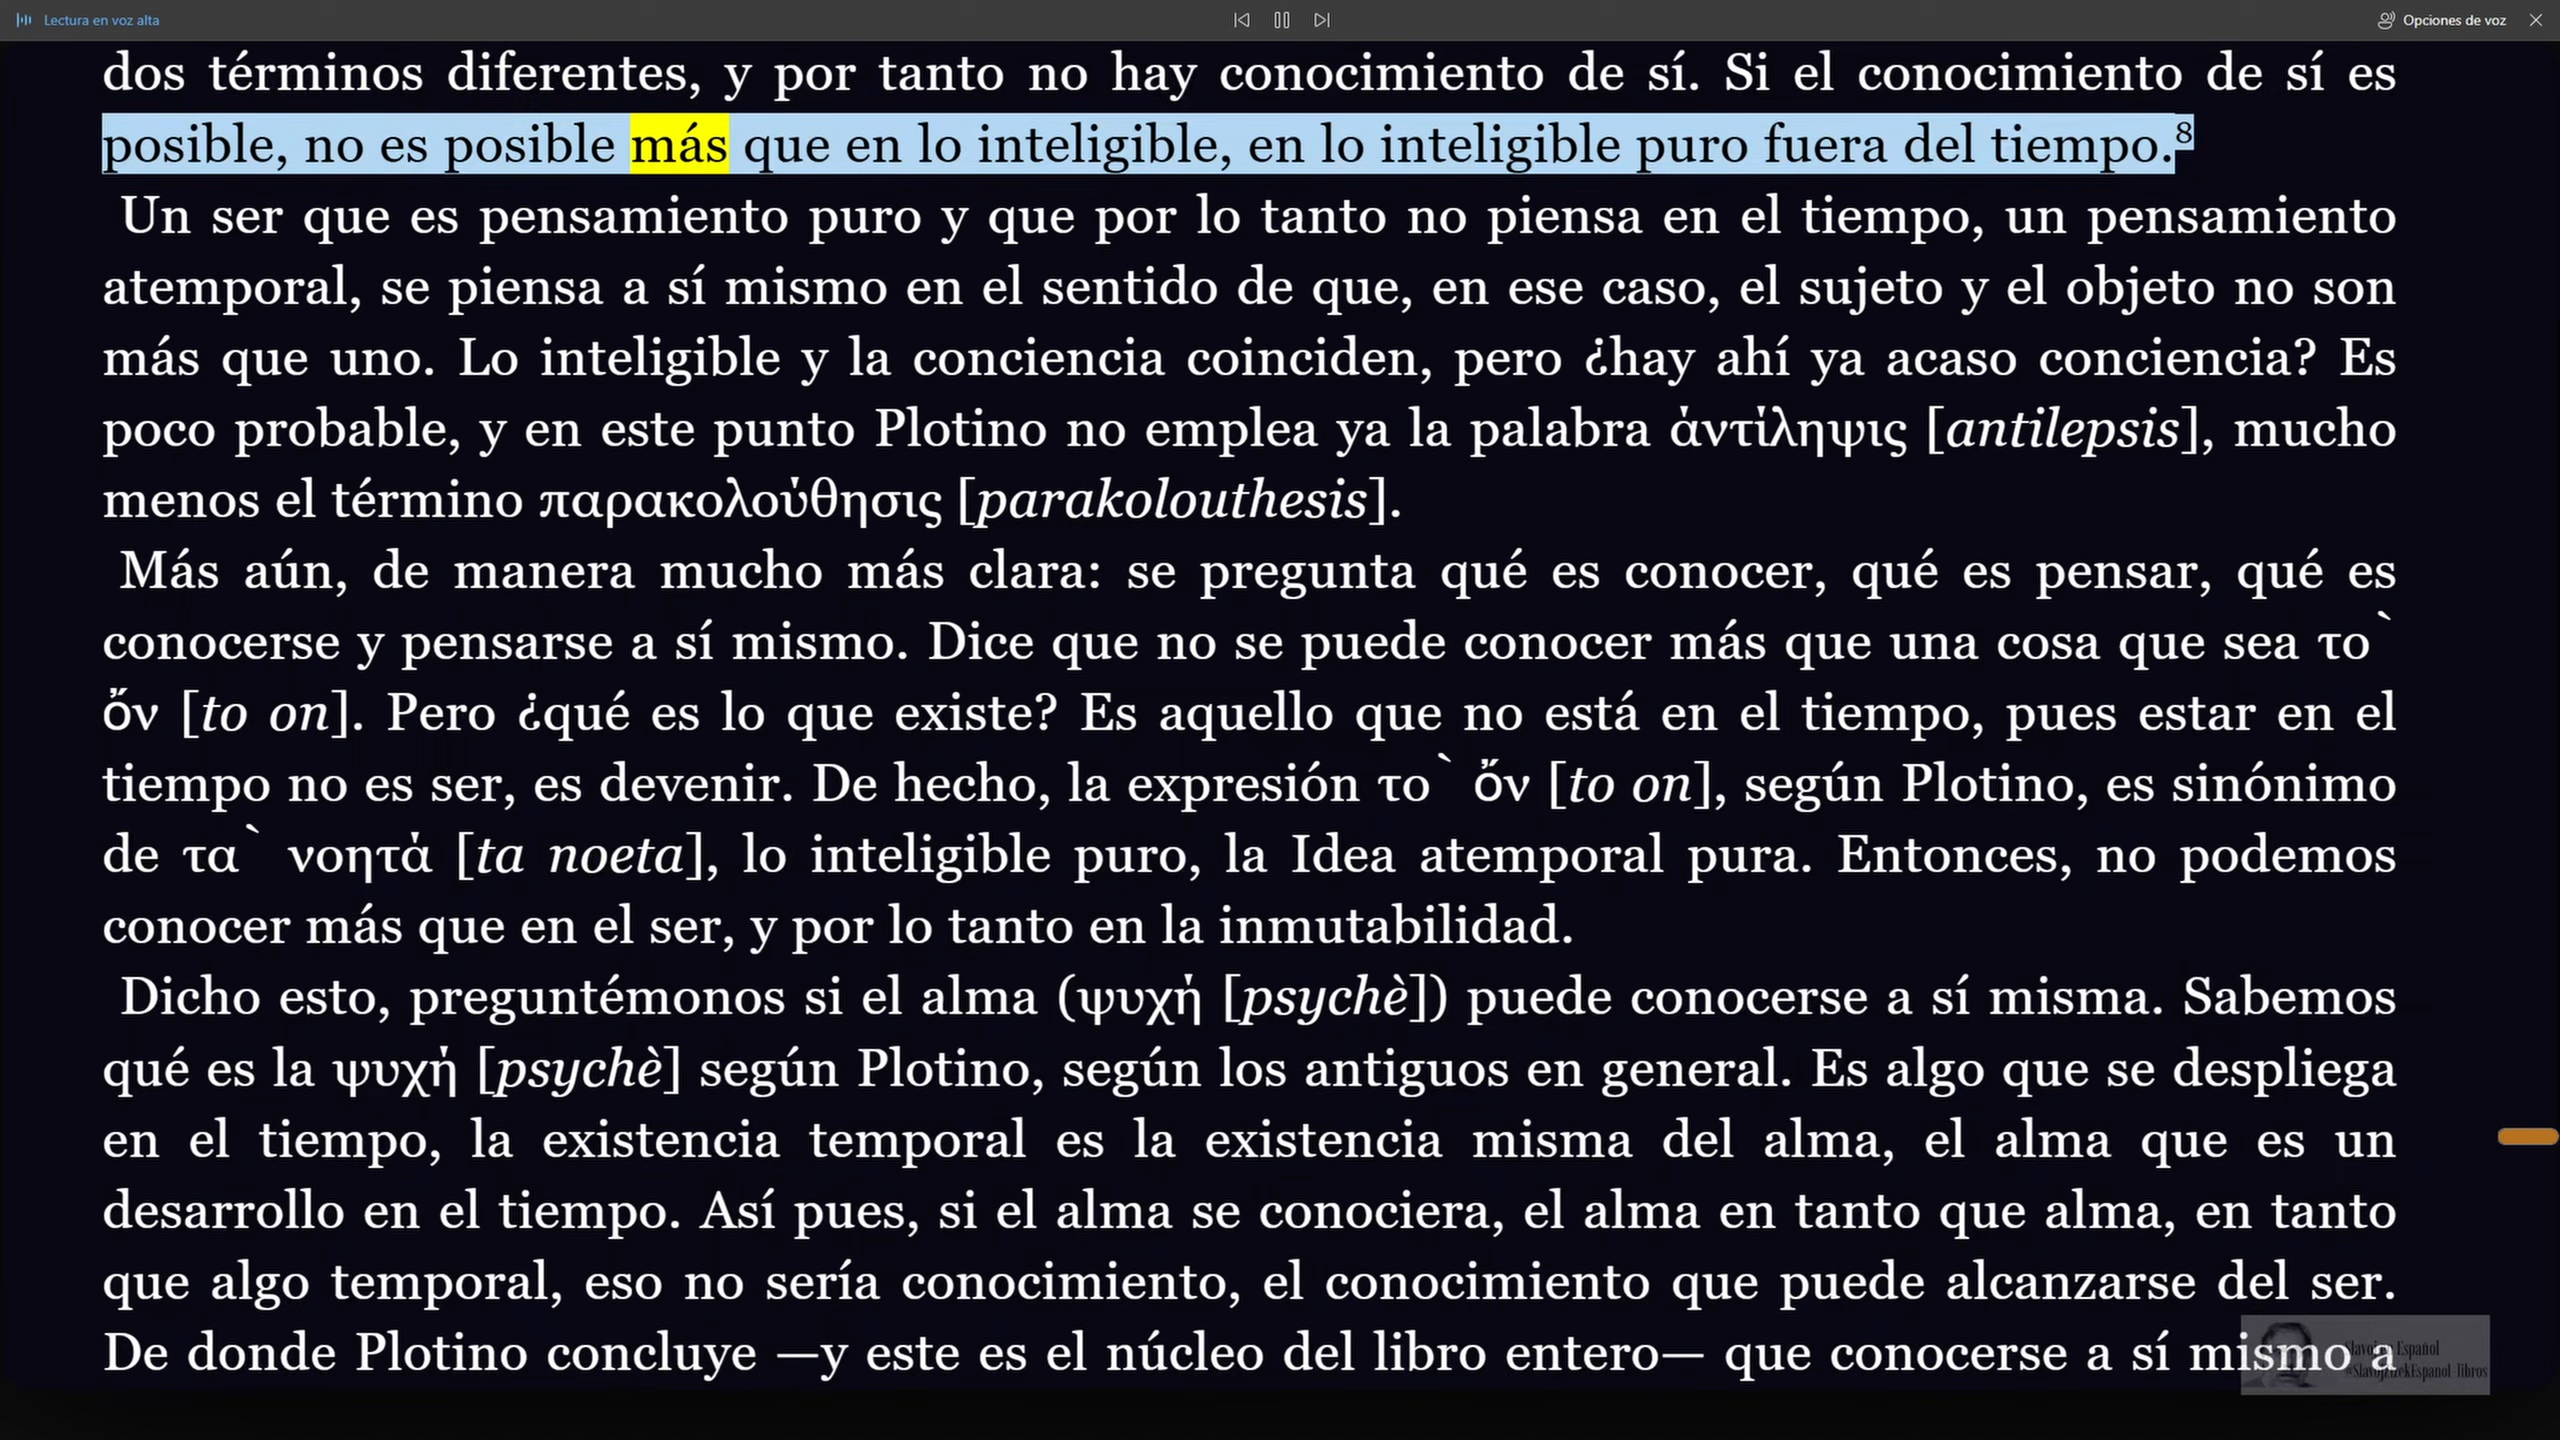 Lectura en voz alta
Opciones de voz
dos términos diferentes, y por tanto no hay conocimiento de sí. Si el conocimiento de sí es
posible, no es posible más que en lo inteligible, en lo inteligible puro fuera del tiempo.⁸
Un ser que es pensamiento puro y que por lo tanto no piensa en el tiempo, un pensamiento
atemporal, se piensa a sí mismo en el sentido de que, en ese caso, el sujeto y el objeto no son
más que uno. Lo inteligible y la conciencia coinciden, pero ¿hay ahí ya acaso conciencia? Es
poco probable, y en este punto Plotino no emplea ya la palabra ἀντίληψις [antilepsis], mucho
menos el término παρακολούθησις [parakolouthesis].
Más aún, de manera mucho más clara: se pregunta qué es conocer, qué es pensar, qué es
conocerse y pensarse a sí mismo. Dice que no se puede conocer más que una cosa que sea το`
ὄν [to on]. Pero ¿qué es lo que existe? Es aquello que no está en el tiempo, pues estar en el
tiempo no es ser, es devenir. De hecho, la expresión το` ὄν [to on], según Plotino, es sinónimo
de τα` νοητά [ta noeta], lo inteligible puro, la Idea atemporal pura. Entonces, no podemos
conocer más que en el ser, y por lo tanto en la inmutabilidad.
Dicho esto, preguntémonos si el alma (ψυχή [psychè]) puede conocerse a sí misma. Sabemos
qué es la ψυχή [psychè] según Plotino, según los antiguos en general. Es algo que se despliega
en el tiempo, la existencia temporal es la existencia misma del alma, el alma que es un
desarrollo en el tiempo. Así pues, si el alma se conociera, el alma en tanto que alma, en tanto
que algo temporal, eso no sería conocimiento, el conocimiento que puede alcanzarse del ser.
De donde Plotino concluye —y este es el núcleo del libro entero— que conocerse a sí mismo a
Español
@SlavojZizekEspanol-libros